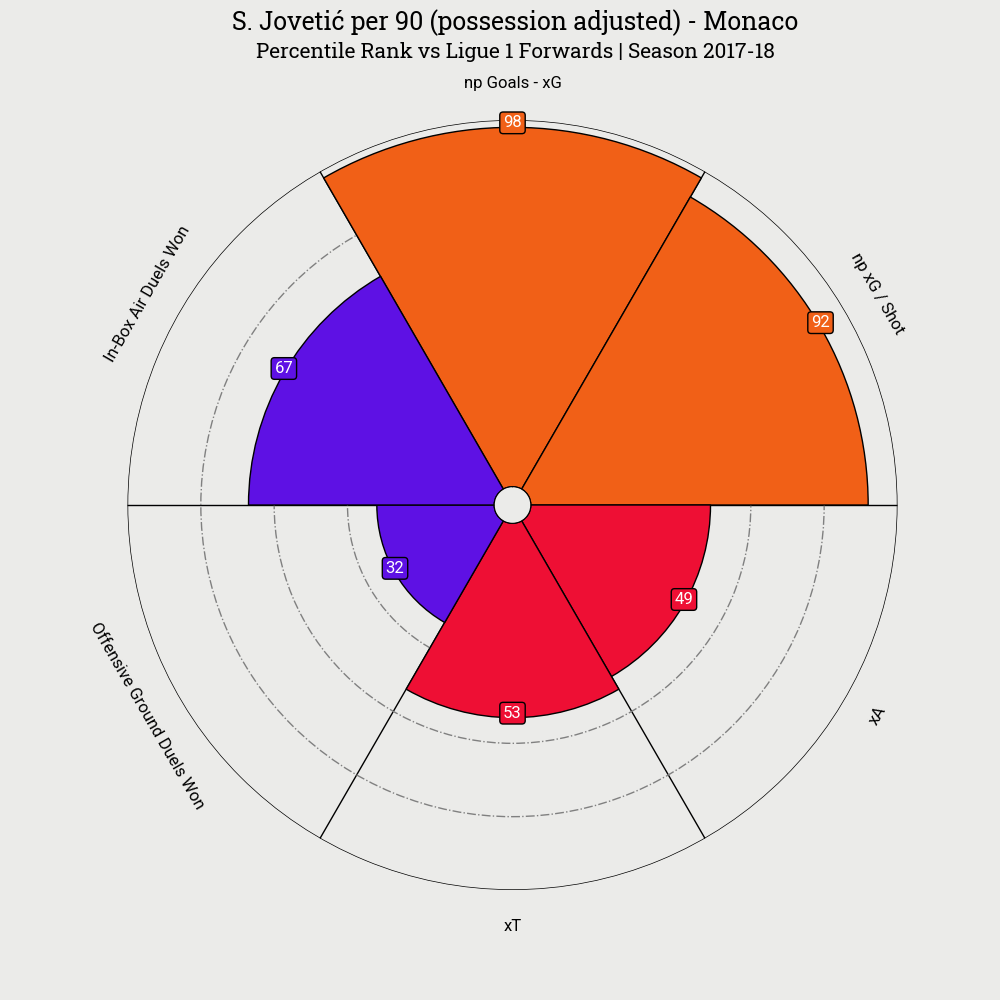 S. Jovetić per 90 (possession adjusted) - Monaco
Percentile Rank vs Ligue 1 Forwards | Season 2017-18
np Goals - xG
98
np xG / Shot
92
In-Box Air Duels Won
67
32
49
Offensive Ground Duels Won
xA
53
xT